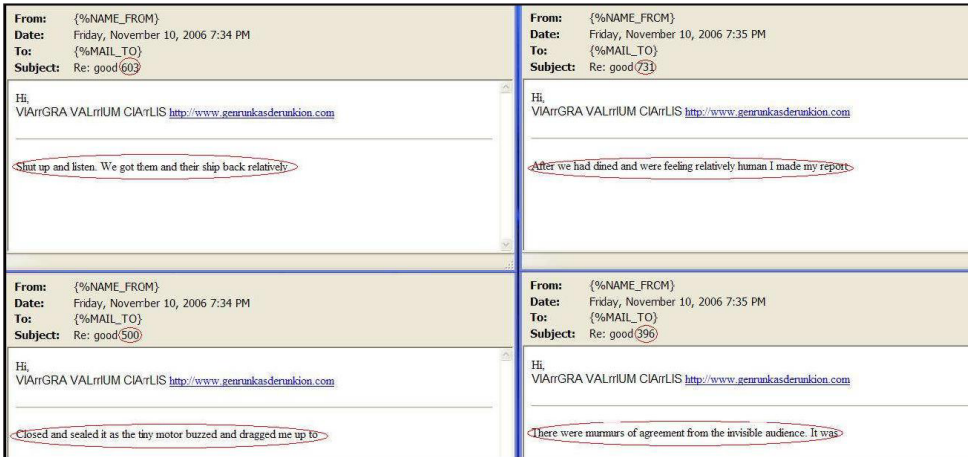 From: {%NAME_FROM}
Date: Friday, November 10, 2006 7:34 PM
To: {%MAIL_TO}
Subject: Re: good 603
Hi,
VIArrGRA VALrrIUM CIArrLIS http://www.genrunkasderunkion.com
Shut up and listen. We got them and their ship back relatively
From: {%NAME_FROM}
Date: Friday, November 10, 2006 7:35 PM
To: {%MAIL_TO}
Subject: Re: good 731
Hi,
VIArrGRA VALrrIUM CIArrLIS http://www.genrunkasderunkion.com
After we had dined and were feeling relatively human I made my report
From: {%NAME_FROM}
Date: Friday, November 10, 2006 7:34 PM
To: {%MAIL_TO}
Subject: Re: good 500
Hi,
VIArrGRA VALrrIUM CIArrLIS http://www.genrunkasderunkion.com
Closed and sealed it as the tiny motor buzzed and dragged me up to
From: {%NAME_FROM}
Date: Friday, November 10, 2006 7:35 PM
To: {%MAIL_TO}
Subject: Re: good 396
Hi,
VIArrGRA VALrrIUM CIArrLIS http://www.genrunkasderunkion.com
There were murmurs of agreement from the invisible audience. It was